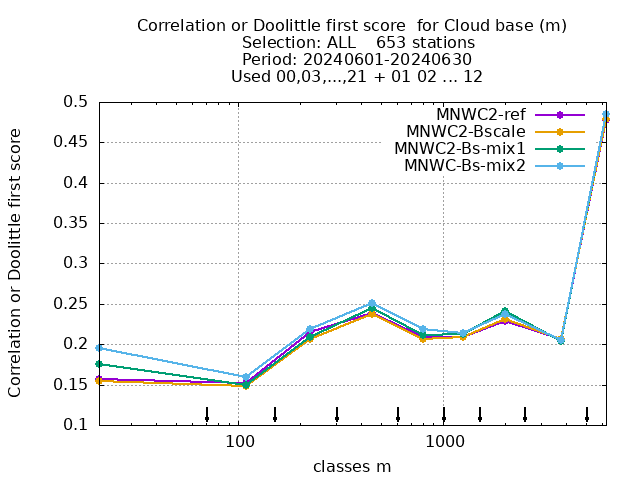 Correlation or Doolittle first score  for Cloud base (m)
Selection: ALL    653 stations
Period: 20240601-20240630
Used 00,03,...,21 + 01 02 ... 12
Correlation or Doolittle first score
0.5
0.45
0.4
0.35
0.3
0.25
0.2
0.15
0.1
MNWC2-ref
MNWC2-Bscale
MNWC2-Bs-mix1
MNWC-Bs-mix2
100
1000
classes m